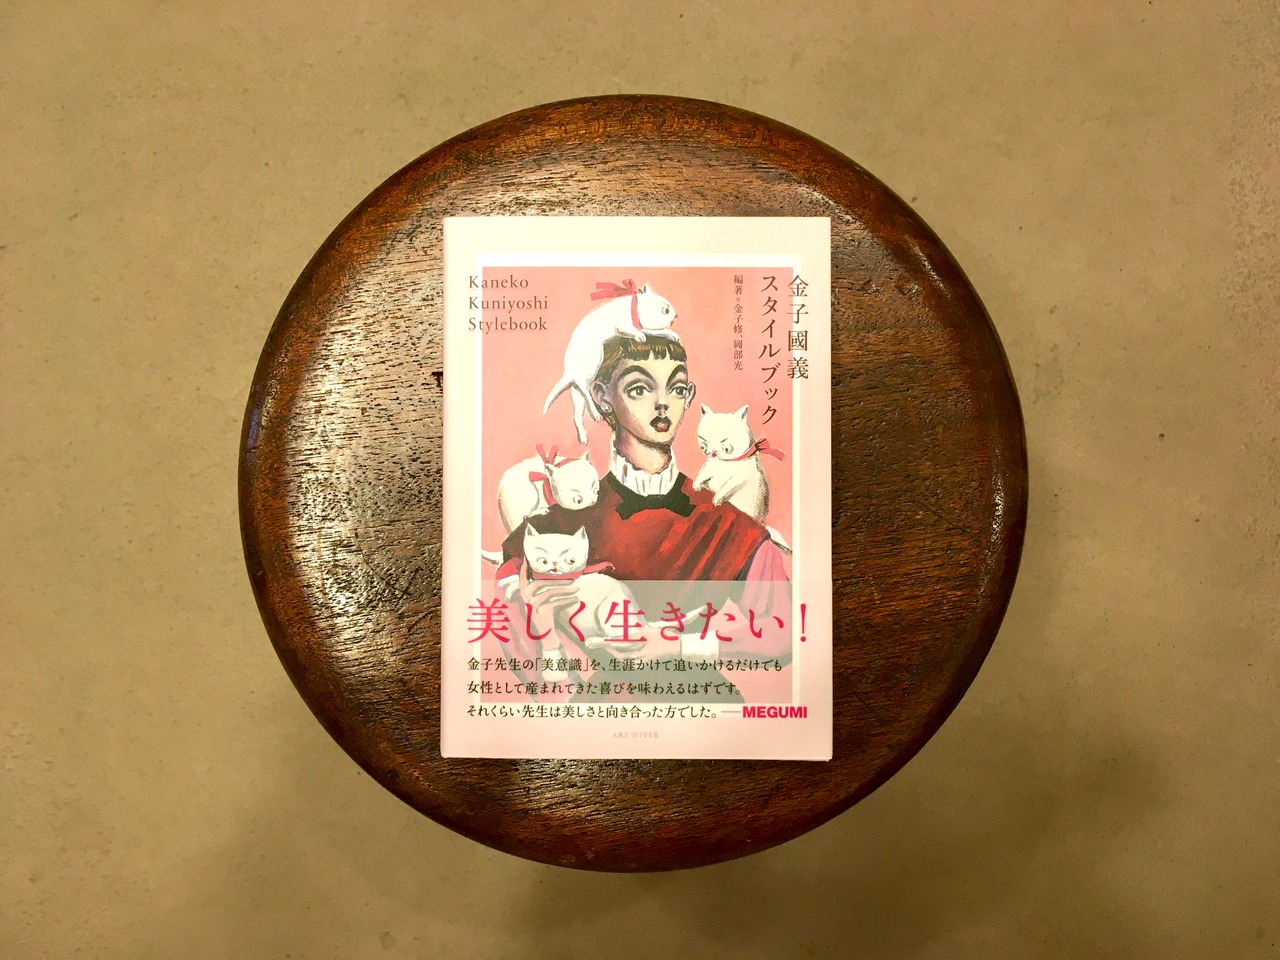 Kaneko
Kuniyoshi
Stylebook
金子國義
スタイルブック
編著=金子修、岡部光
美しく生きたい!
金子先生の「美意識」を、生涯かけて追いかけるだけでも
女性として産まれてきた喜びを味わえるはずです。
それくらい先生は美しさと向き合った方でした。──MEGUMI
ART DIVER